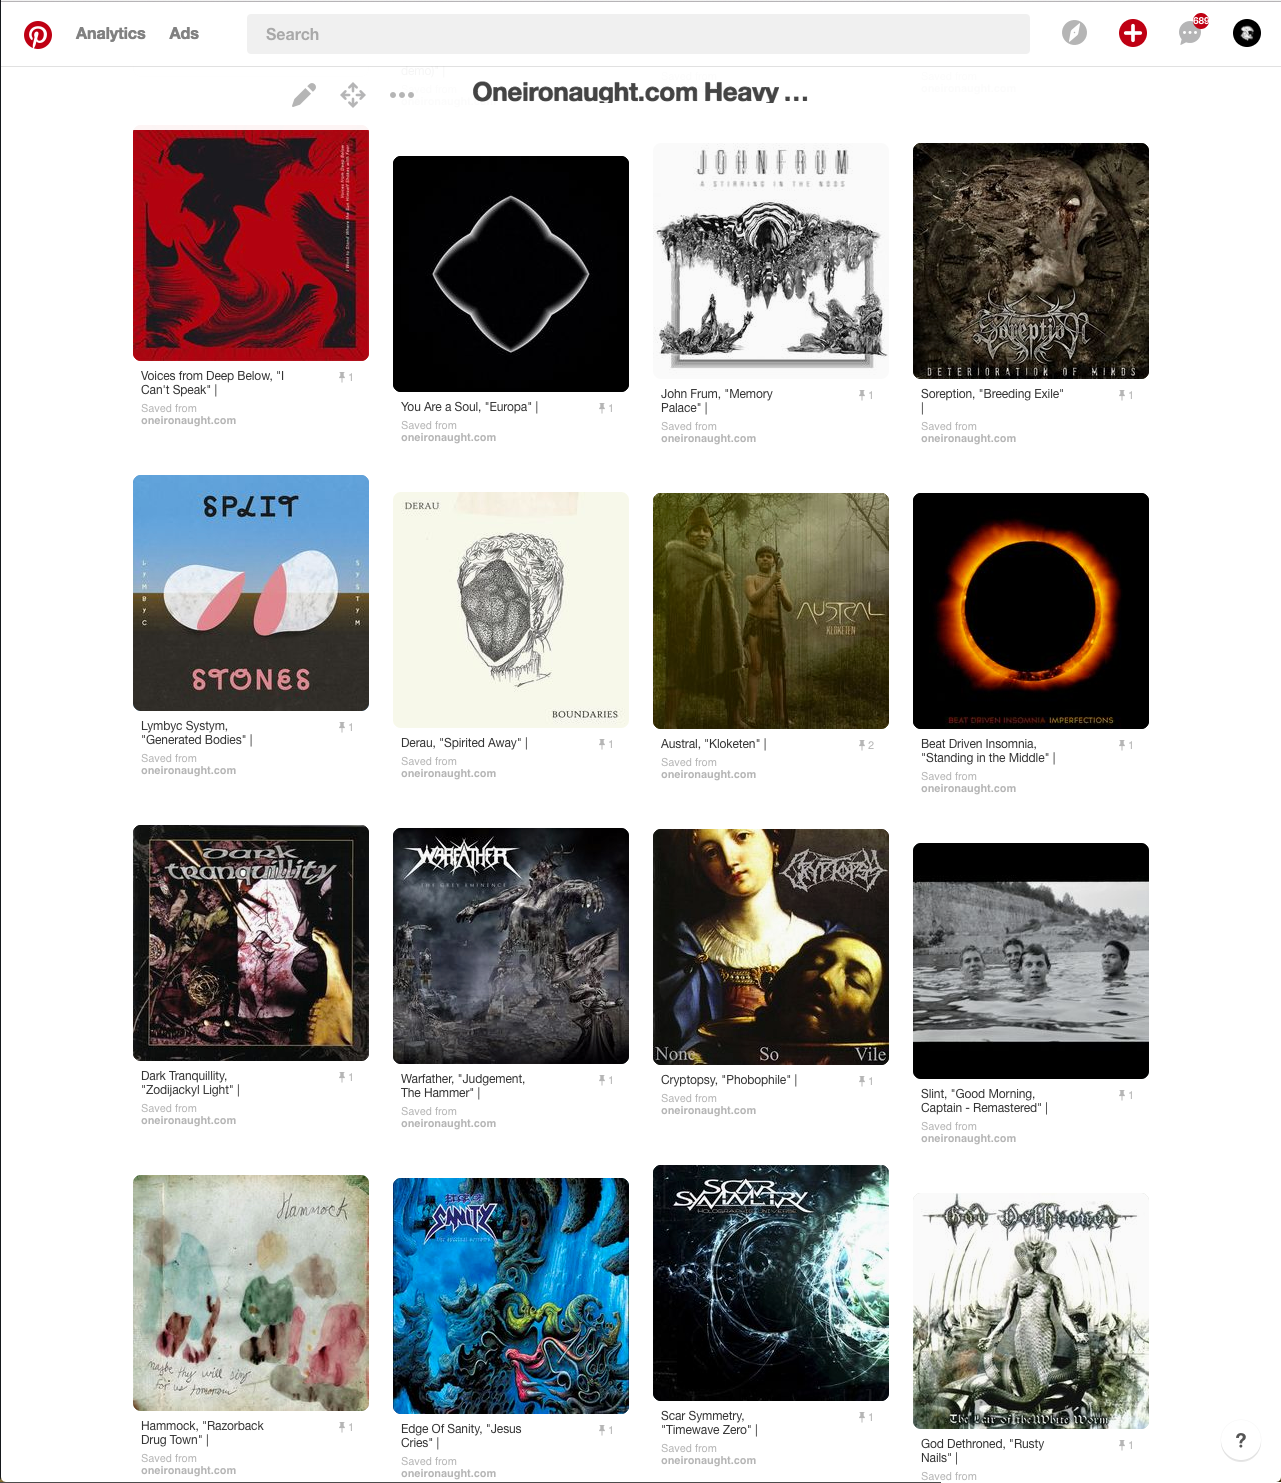 Analytics
Ads
Search
689
Oneironaught.com Heavy ...
Voices from Deep Below, "I
Can't Speak" |
1
Saved from
oneironaught.com
You Are a Soul, "Europa" |
1
Saved from
oneironaught.com
JOHNFRUM
A STIRRING IN THE NOOS
John Frum, "Memory
Palace" |
1
Saved from
oneironaught.com
Soreption
DETERIORATION OF MINDS
Soreption, "Breeding Exile"
|
1
Saved from
oneironaught.com
SPLIT
LYMBYC
SYSTYM
STONES
Lymbyc Systym,
"Generated Bodies" |
1
Saved from
oneironaught.com
DERAU
BOUNDARIES
Derau, "Spirited Away" |
1
Saved from
oneironaught.com
AUSTRAL
KLOKETEN
Austral, "Kloketen" |
2
Saved from
oneironaught.com
BEAT DRIVEN INSOMNIA IMPERFECTIONS
Beat Driven Insomnia,
"Standing in the Middle" |
1
Saved from
oneironaught.com
DARK
TRANQUILLITY
Dark Tranquillity,
"Zodijackyl Light" |
1
Saved from
oneironaught.com
WARFATHER
THE GREY EMINENCE
Warfather, "Judgement,
The Hammer" |
1
Saved from
oneironaught.com
CRYPTOPSY
None So Vile
Cryptopsy, "Phobophile" |
1
Saved from
oneironaught.com
Slint, "Good Morning,
Captain - Remastered" |
1
Saved from
oneironaught.com
Hammock
maybe they will sing
for us tomorrow
Hammock, "Razorback
Drug Town" |
1
Saved from
oneironaught.com
EDGE OF
SANITY
Edge Of Sanity, "Jesus
Cries" |
1
Saved from
oneironaught.com
SCAR
SYMMETRY
HOLOGRAPHIC UNIVERSE
Scar Symmetry,
"Timewave Zero" |
1
Saved from
oneironaught.com
God Dethroned
The Lair of the White Worm
God Dethroned, "Rusty
Nails" |
1
Saved from
?